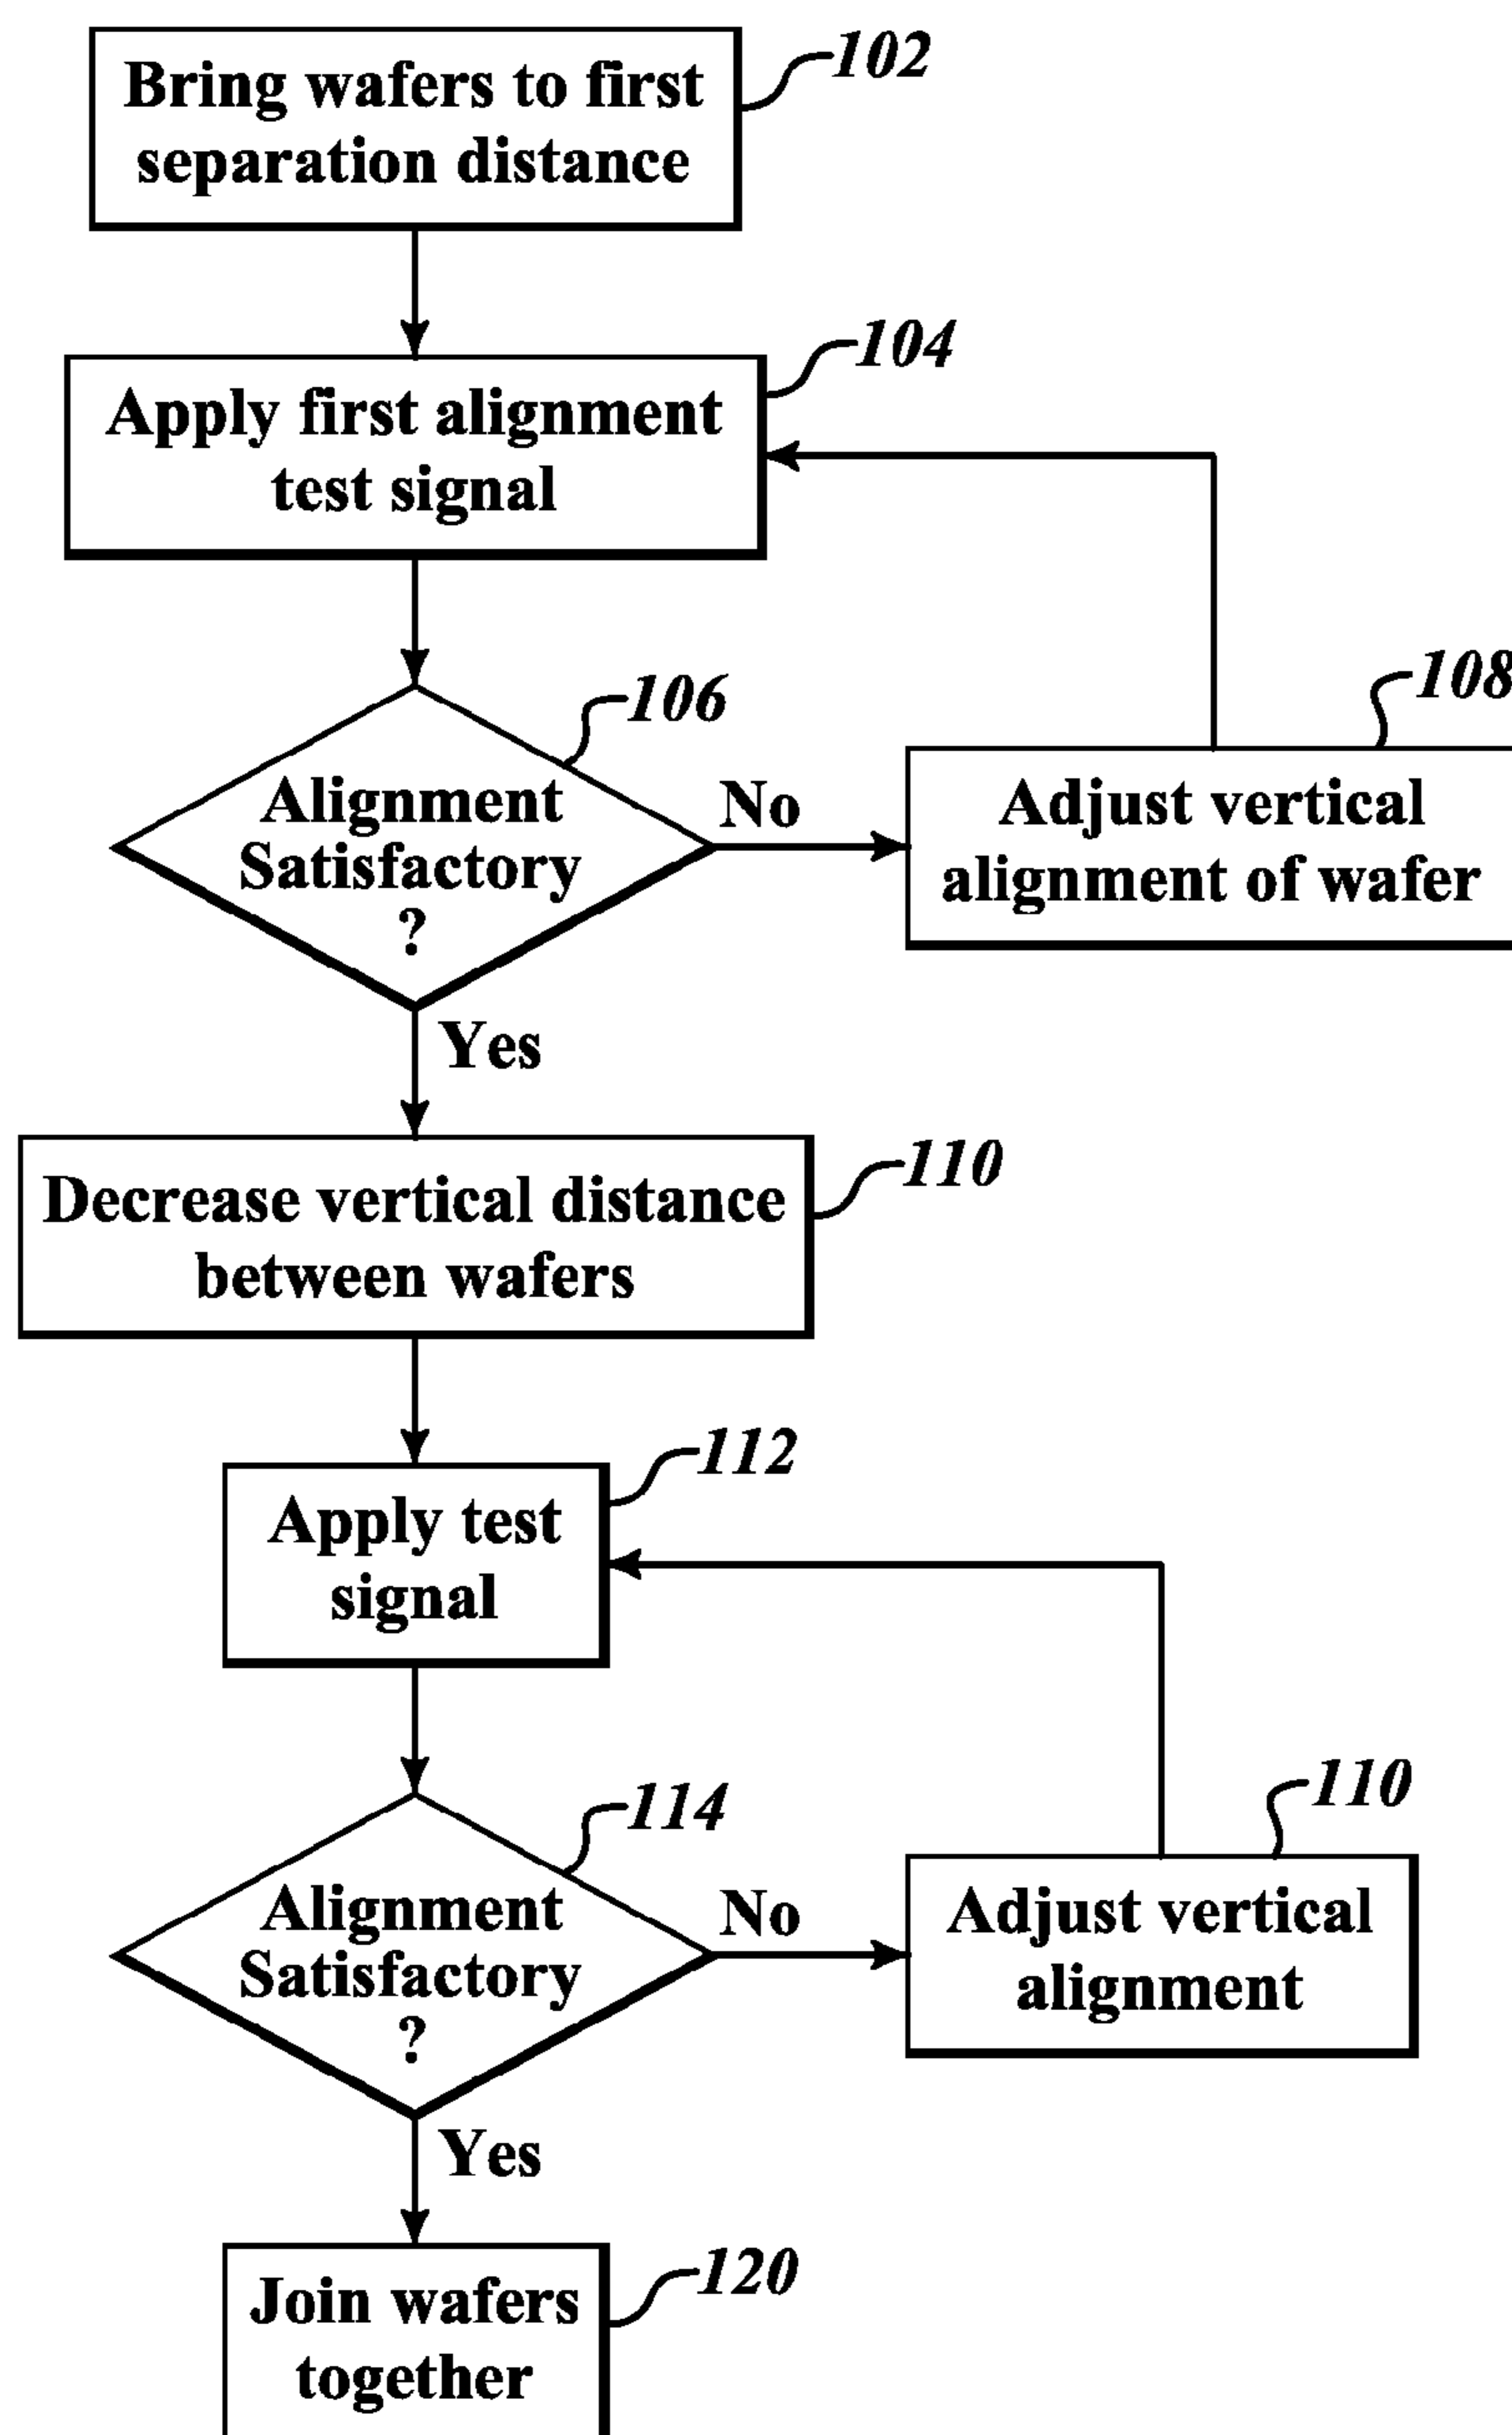 Bring wafers to first
separation distance
102
Apply first alignment
test signal
104
Alignment
Satisfactory
?
106
No
Adjust vertical
alignment of wafer
108
Yes
Decrease vertical distance
between wafers
110
Apply test
signal
112
Alignment
Satisfactory
?
114
No
Adjust vertical
alignment
110
Yes
Join wafers
together
120